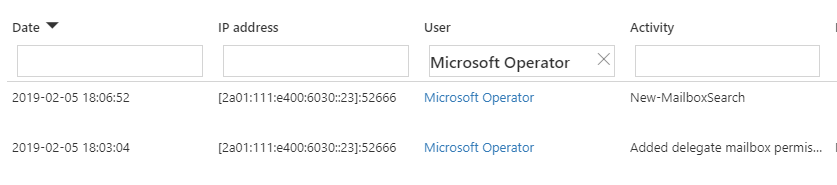 Date IP address User Activity
Microsoft Operator
2019-02-05 18:06:52 [2a01:111:e400:6030::23]:52666 Microsoft Operator New-MailboxSearch
2019-02-05 18:03:04 [2a01:111:e400:6030::23]:52666 Microsoft Operator Added delegate mailbox permis...